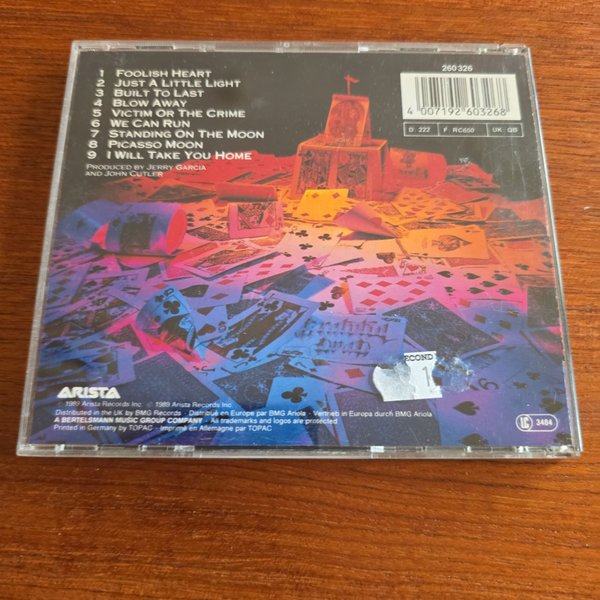 1 FOOLISH HEART
2 JUST A LITTLE LIGHT
3 BUILT TO LAST
4 BLOW AWAY
5 VICTIM OR THE CRIME
6 WE CAN RUN
7 STANDING ON THE MOON
8 PICASSO MOON
9 I WILL TAKE YOU HOME
PRODUCED BY JERRY GARCIA
AND JOHN CUTLER
260 326
4 007192 603268
D: 222 F: RC650 UK: QB
Grateful
Dead
ECOND
1
ARISTA
℗ 1989 Arista Records Inc. © 1989 Arista Records Inc.
Distributed in the UK by BMG Records - Distribué en Europe par BMG Ariola - Vertrieb in Europa durch BMG Ariola
A BERTELSMANN MUSIC GROUP COMPANY - All trademarks and logos are protected
Printed in Germany by TOPAC - Imprimé en Allemagne par TOPAC
LC 3484